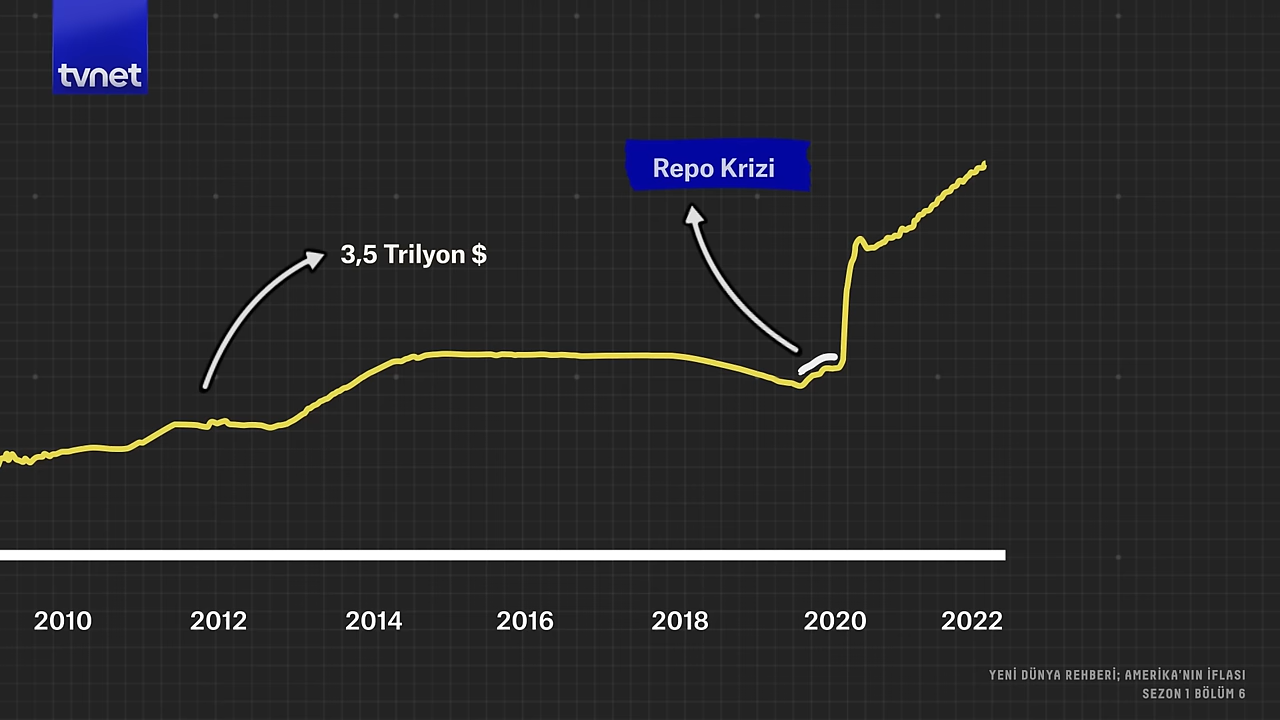 tvnet
Repo Krizi
3,5 Trilyon $
2010 2012 2014 2016 2018 2020 2022
YENİ DÜNYA REHBERİ; AMERİKA'NIN İFLASI
SEZON 1 BÖLÜM 6